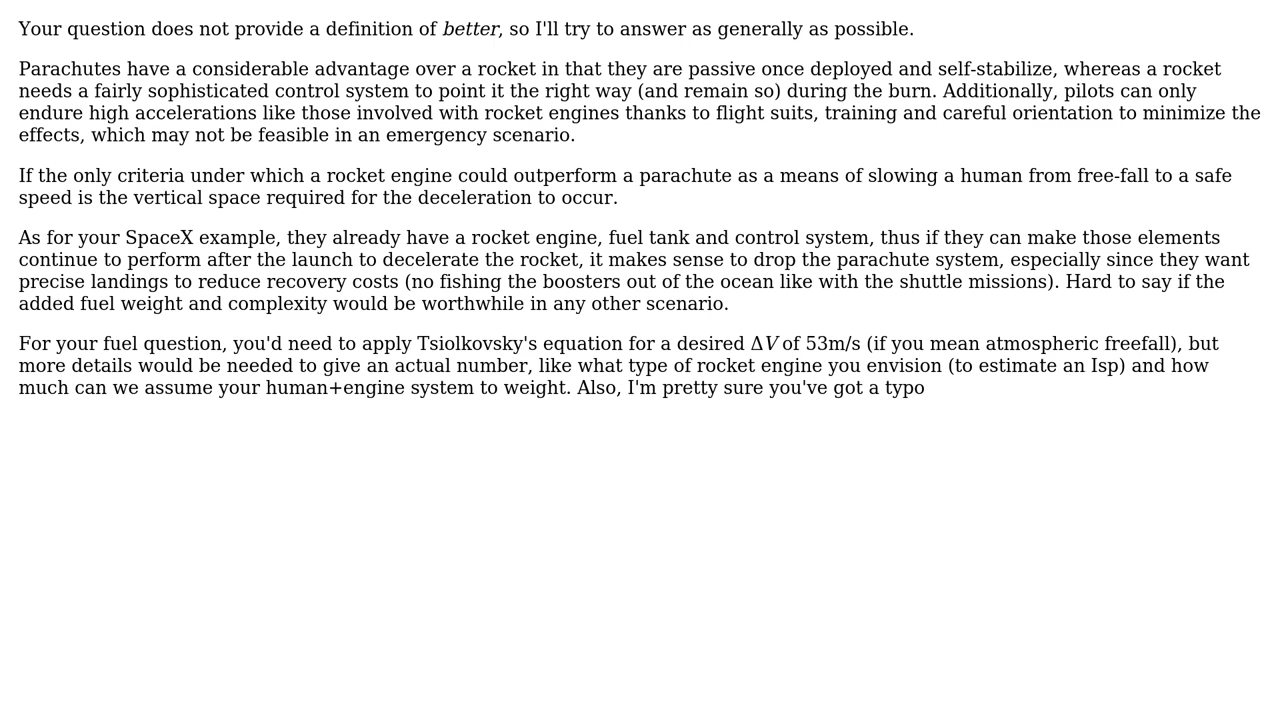 Your question does not provide a definition of better, so I'll try to answer as generally as possible.
Parachutes have a considerable advantage over a rocket in that they are passive once deployed and self-stabilize, whereas a rocket
needs a fairly sophisticated control system to point it the right way (and remain so) during the burn. Additionally, pilots can only
endure high accelerations like those involved with rocket engines thanks to flight suits, training and careful orientation to minimize the
effects, which may not be feasible in an emergency scenario.
If the only criteria under which a rocket engine could outperform a parachute as a means of slowing a human from free-fall to a safe
speed is the vertical space required for the deceleration to occur.
As for your SpaceX example, they already have a rocket engine, fuel tank and control system, thus if they can make those elements
continue to perform after the launch to decelerate the rocket, it makes sense to drop the parachute system, especially since they want
precise landings to reduce recovery costs (no fishing the boosters out of the ocean like with the shuttle missions). Hard to say if the
added fuel weight and complexity would be worthwhile in any other scenario.
For your fuel question, you'd need to apply Tsiolkovsky's equation for a desired ΔV of 53m/s (if you mean atmospheric freefall), but
more details would be needed to give an actual number, like what type of rocket engine you envision (to estimate an Isp) and how
much can we assume your human+engine system to weight. Also, I'm pretty sure you've got a typo